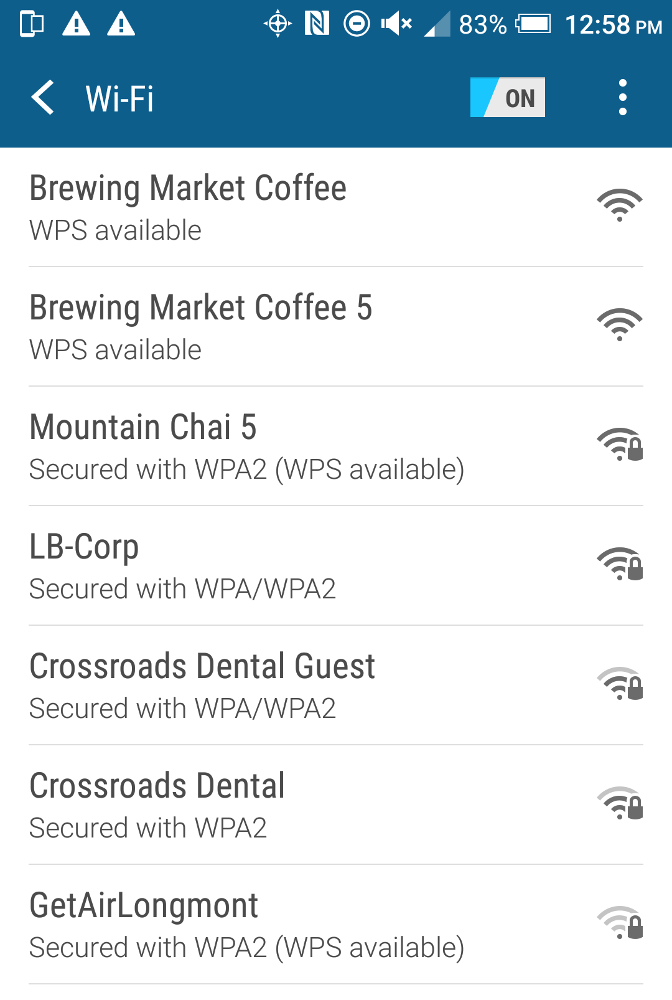 83% 12:58 PM
Wi-Fi ON
Brewing Market Coffee
WPS available
Brewing Market Coffee 5
WPS available
Mountain Chai 5
Secured with WPA2 (WPS available)
LB-Corp
Secured with WPA/WPA2
Crossroads Dental Guest
Secured with WPA/WPA2
Crossroads Dental
Secured with WPA2
GetAirLongmont
Secured with WPA2 (WPS available)